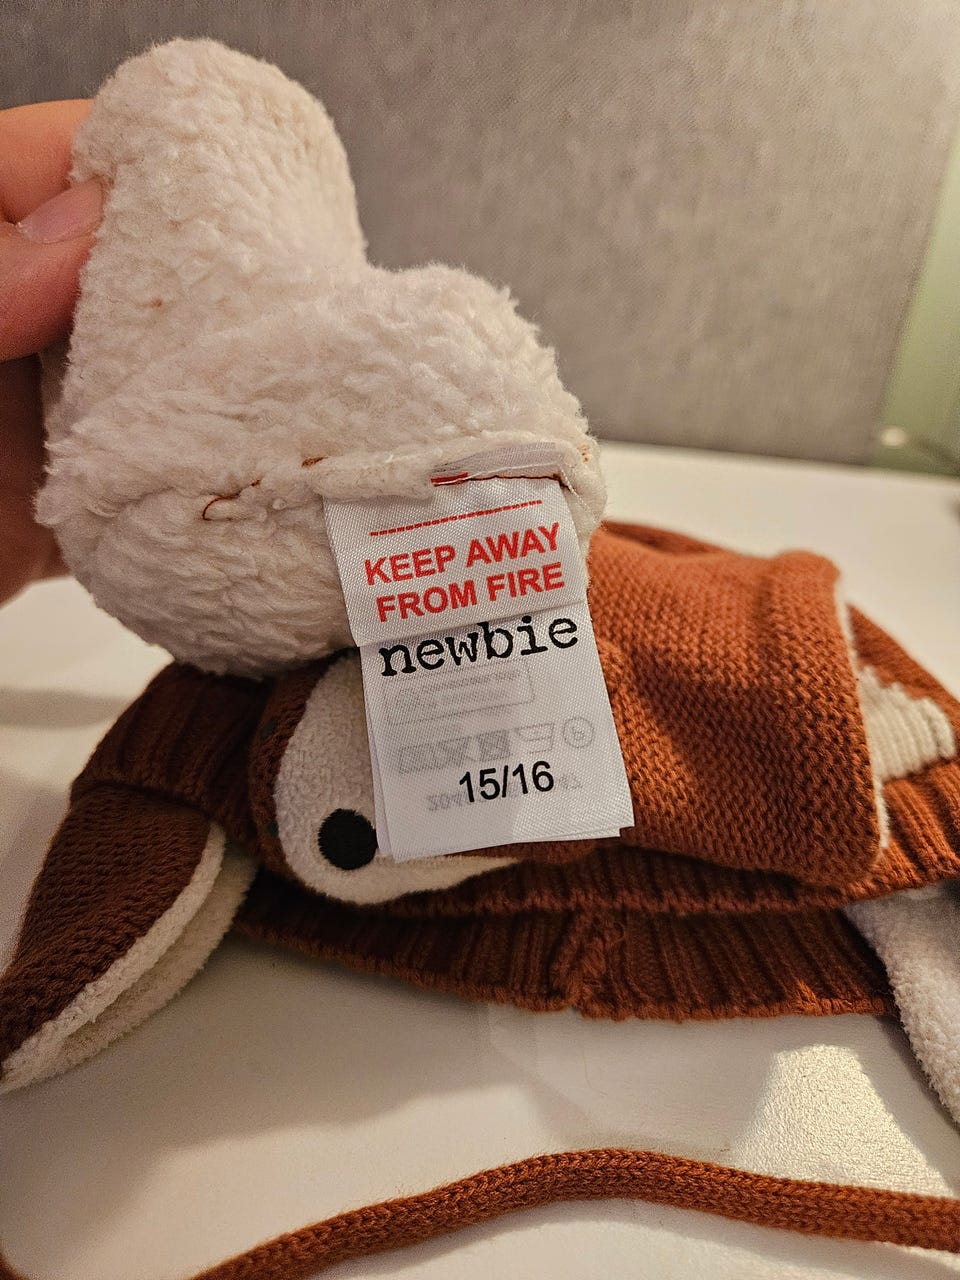 KEEP AWAY
FROM FIRE
newbie
15/16